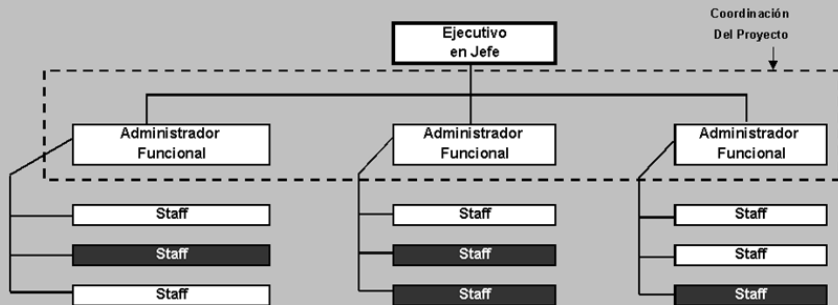 Coordinación
Del Proyecto
Ejecutivo
en Jefe
Administrador
Funcional
Administrador
Funcional
Administrador
Funcional
Staff
Staff
Staff
Staff
Staff
Staff
Staff
Staff
Staff